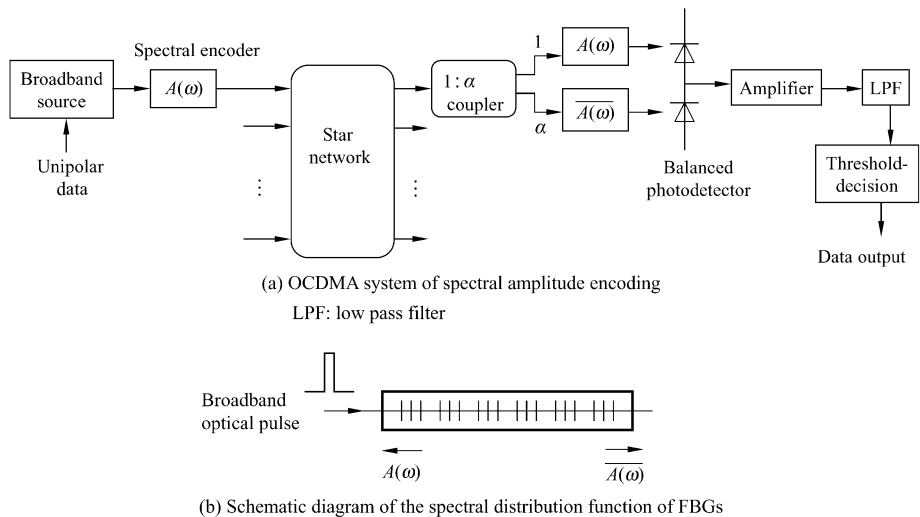 Spectral encoder
Broadband
source
A(ω)
Unipolar
data
Star
network
1 : α
coupler
1
α
A(ω)
\overline{A(ω)}
Balanced
photodetector
Amplifier
LPF
Threshold-
decision
Data output
(a) OCDMA system of spectral amplitude encoding
LPF: low pass filter
Broadband
optical pulse
A(ω)
\overline{A(ω)}
(b) Schematic diagram of the spectral distribution function of FBGs